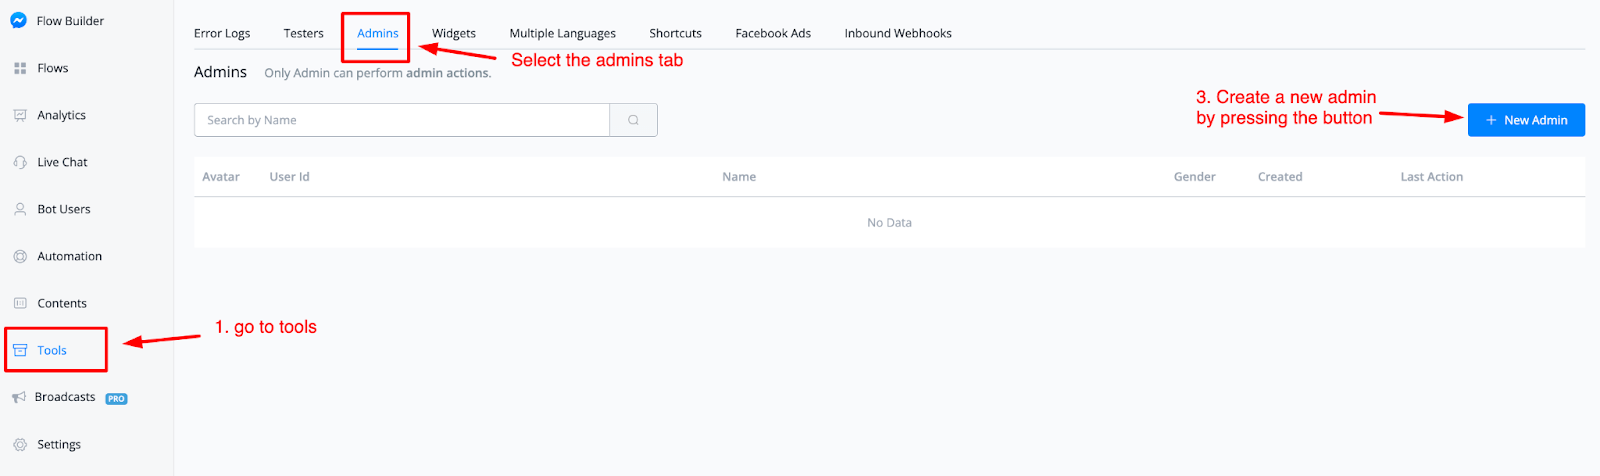 Flow Builder
Flows
Analytics
Live Chat
Bot Users
Automation
Contents
Tools
Broadcasts PRO
Settings
Error Logs Testers Admins Widgets Multiple Languages Shortcuts Facebook Ads Inbound Webhooks
Select the admins tab
Admins Only Admin can perform admin actions.
Search by Name
3. Create a new admin
by pressing the button
+ New Admin
Avatar User Id Name Gender Created Last Action
No Data
1. go to tools